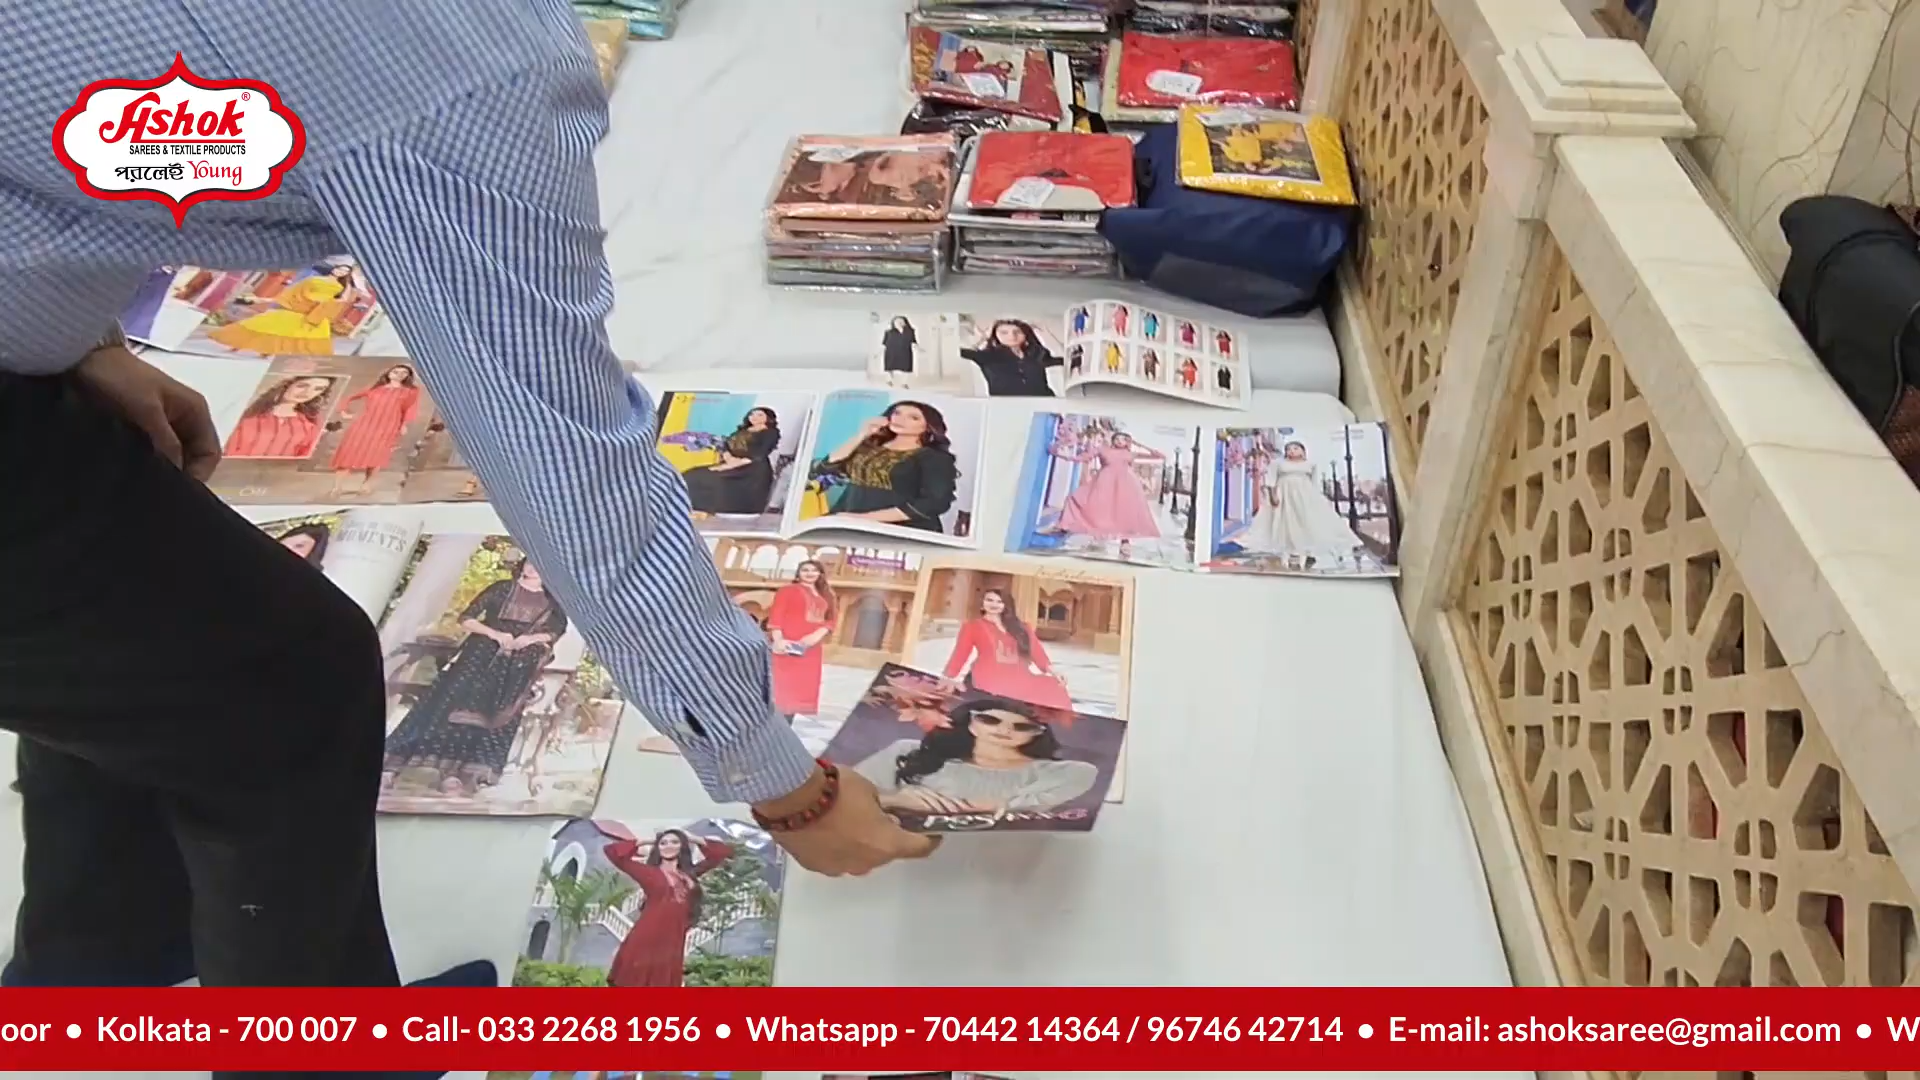 Ashok®
SAREES & TEXTILE PRODUCTS
পরলেই Young
MOMENTS
oor ● Kolkata - 700 007 ● Call- 033 2268 1956 ● Whatsapp - 70442 14364 / 96746 42714 ● E-mail: ashoksaree@gmail.com ● W